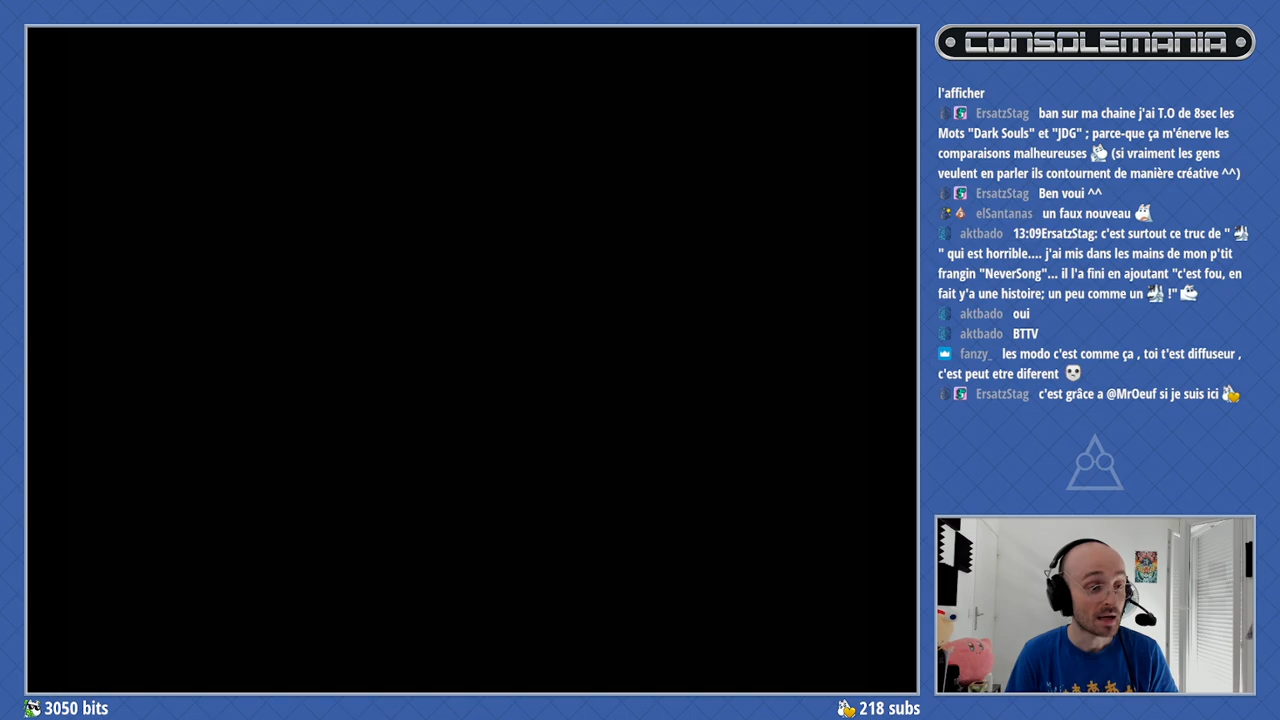 CONSOLEMANIA
l'afficher
ErsatzStag ban sur ma chaine j'ai T.O de 8sec les
Mots "Dark Souls" et "JDG" ; parce-que ça m'énerve les
comparaisons malheureuses (si vraiment les gens
veulent en parler ils contournent de manière créative ^^)
ErsatzStag Ben voui ^^
elSantanas un faux nouveau
aktbado 13:09ErsatzStag: c'est surtout ce truc de "
" qui est horrible.... j'ai mis dans les mains de mon p'tit
frangin "NeverSong"... il l'a fini en ajoutant "c'est fou, en
fait y'a une histoire; un peu comme un !"
aktbado oui
aktbado BTTV
fanzy_ les modo c'est comme ça , toi t'est diffuseur ,
c'est peut etre diferent
ErsatzStag c'est grâce a @MrOeuf si je suis ici
3050 bits
218 subs